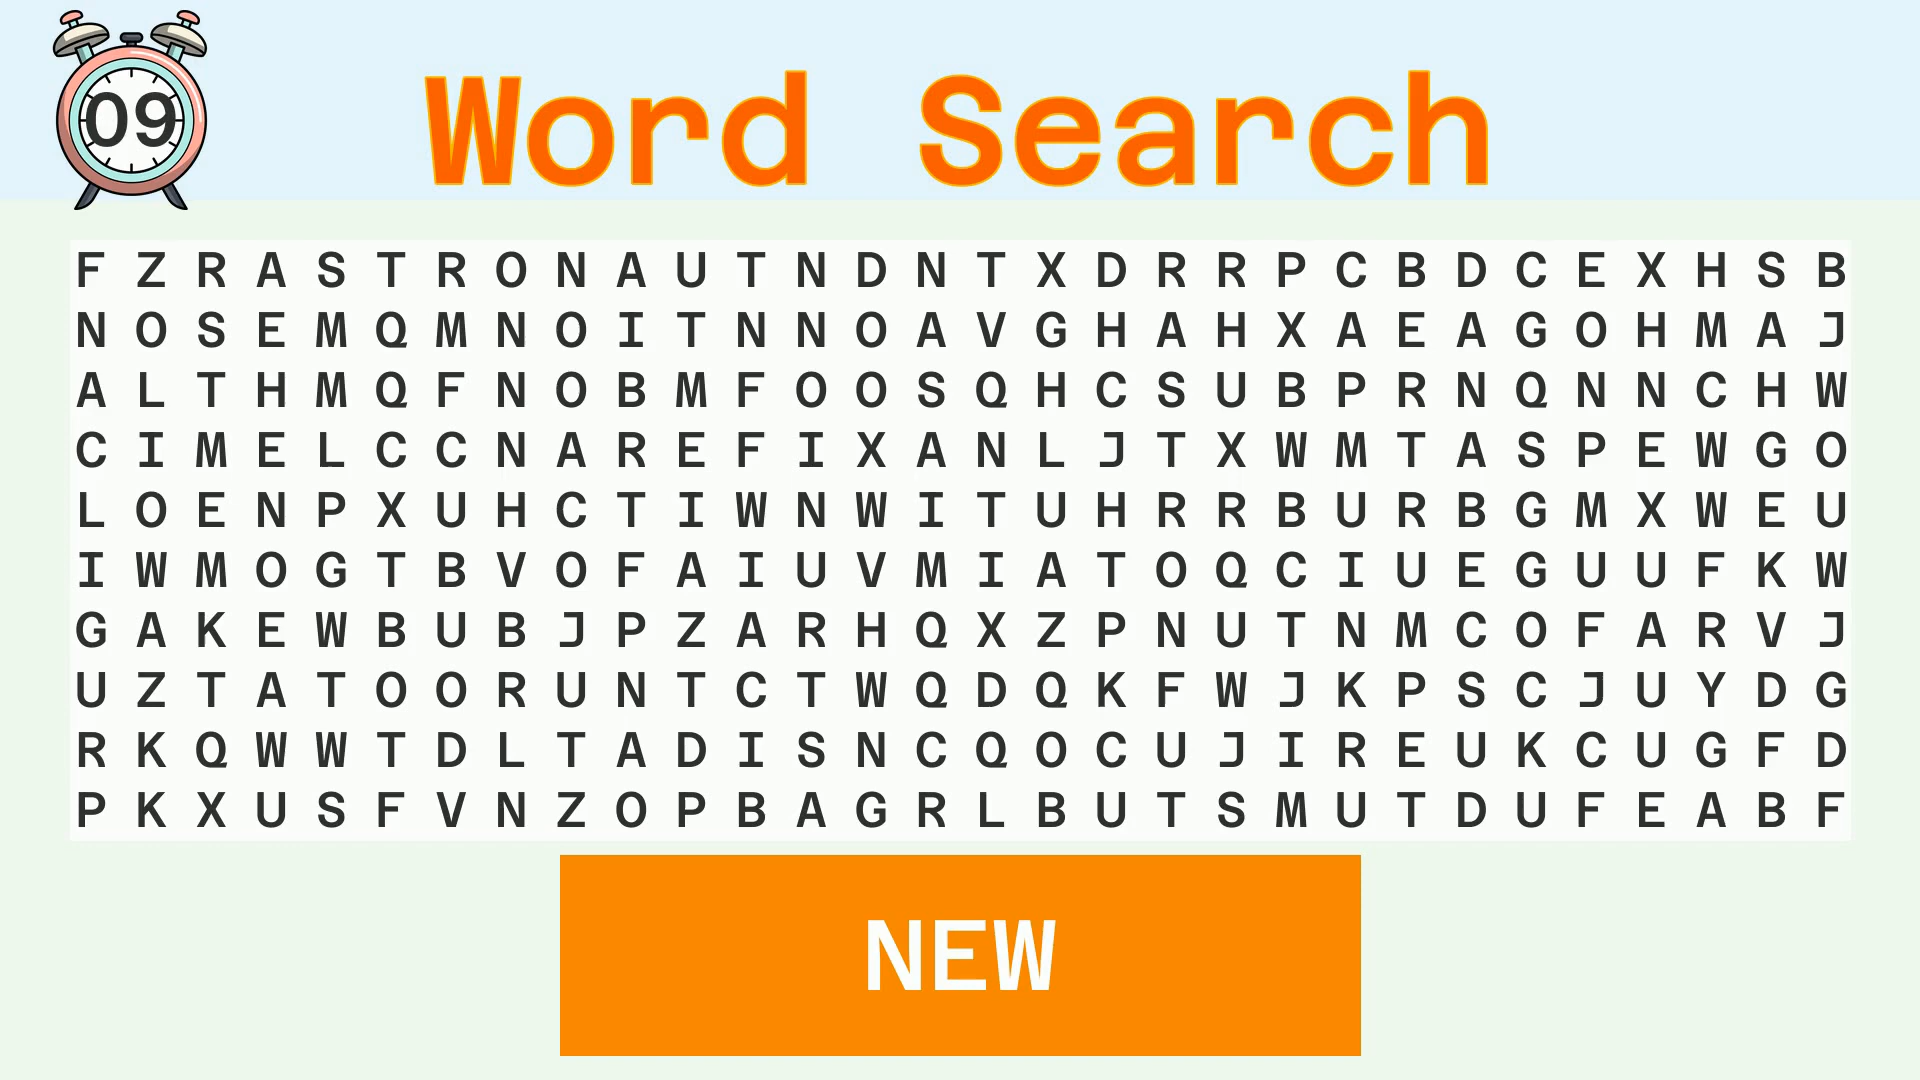 09
Word Search
F Z R A S T R O N A U T N D N T X D R R P C B D C E X H S B
N O S E M Q M N O I T N N O A V G H A H X A E A G O H M A J
A L T H M Q F N O B M F O O S Q H C S U B P R N Q N N C H W
C I M E L C C N A R E F I X A N L J T X W M T A S P E W G O
L O E N P X U H C T I W N W I T U H R R B U R B G M X W E U
I W M O G T B V O F A I U V M I A T O Q C I U E G U U F K W
G A K E W B U B J P Z A R H Q X Z P N U T N M C O F A R V J
U Z T A T O O R U N T C T W Q D Q K F W J K P S C J U Y D G
R K Q W W T D L T A D I S N C Q O C U J I R E U K C U G F D
P K X U S F V N Z O P B A G R L B U T S M U T D U F E A B F
NEW